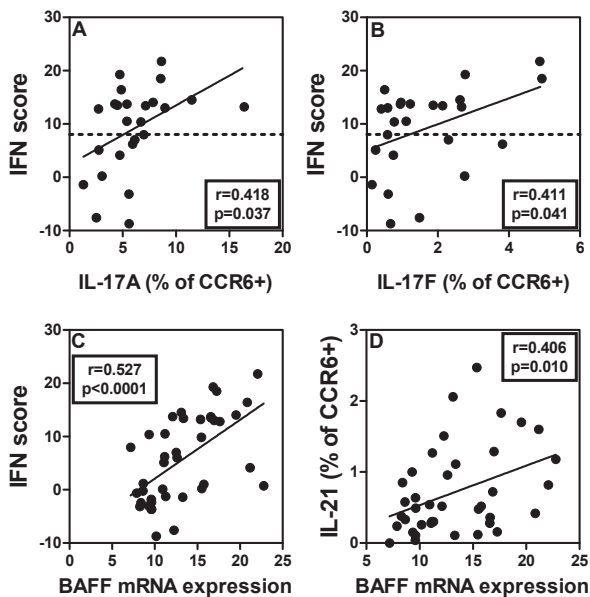 A
30
20
10
0
-10
IFN score
r=0.418
p=0.037
0 5 10 15 20
IL-17A (% of CCR6+)
B
30
20
10
0
-10
IFN score
r=0.411
p=0.041
0 2 4 6
IL-17F (% of CCR6+)
C
30
20
10
0
-10
IFN score
r=0.527
p<0.0001
0 5 10 15 20 25
BAFF mRNA expression
D
3
2
1
0
IL-21 (% of CCR6+)
r=0.406
p=0.010
5 10 15 20 25
BAFF mRNA expression